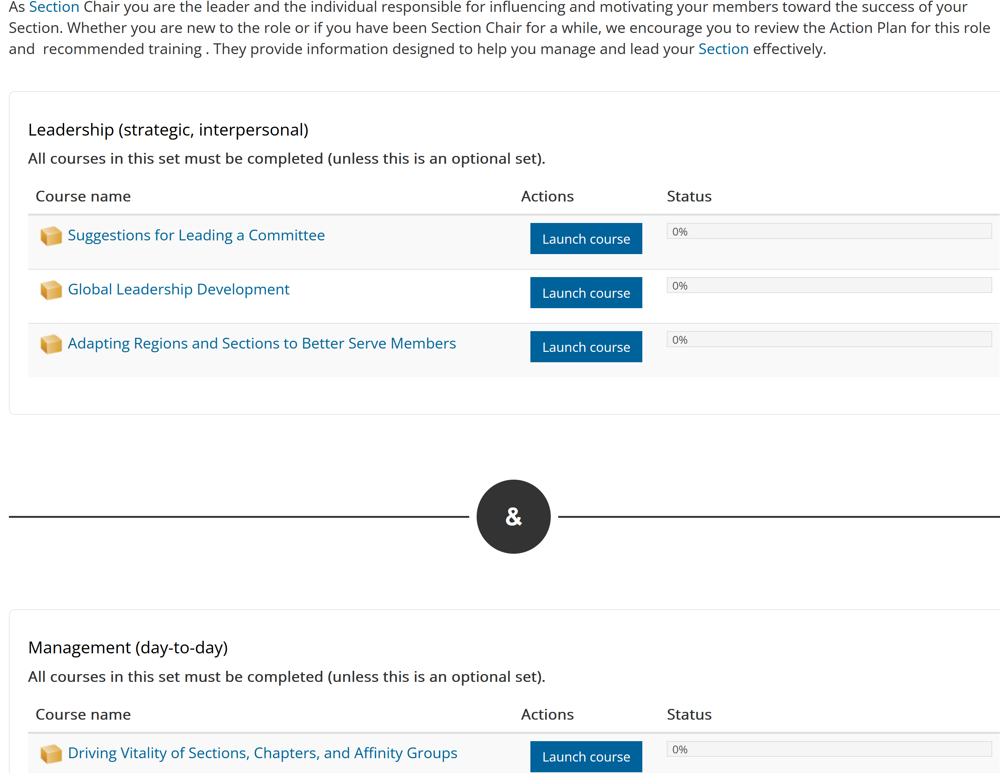 As Section Chair you are the leader and the individual responsible for influencing and motivating your members toward the success of your
Section. Whether you are new to the role or if you have been Section Chair for a while, we encourage you to review the Action Plan for this role
and  recommended training . They provide information designed to help you manage and lead your Section effectively.
Leadership (strategic, interpersonal)
All courses in this set must be completed (unless this is an optional set).
Course name Actions Status
Suggestions for Leading a Committee Launch course 0%
Global Leadership Development Launch course 0%
Adapting Regions and Sections to Better Serve Members Launch course 0%
&
Management (day-to-day)
All courses in this set must be completed (unless this is an optional set).
Course name Actions Status
Driving Vitality of Sections, Chapters, and Affinity Groups Launch course 0%